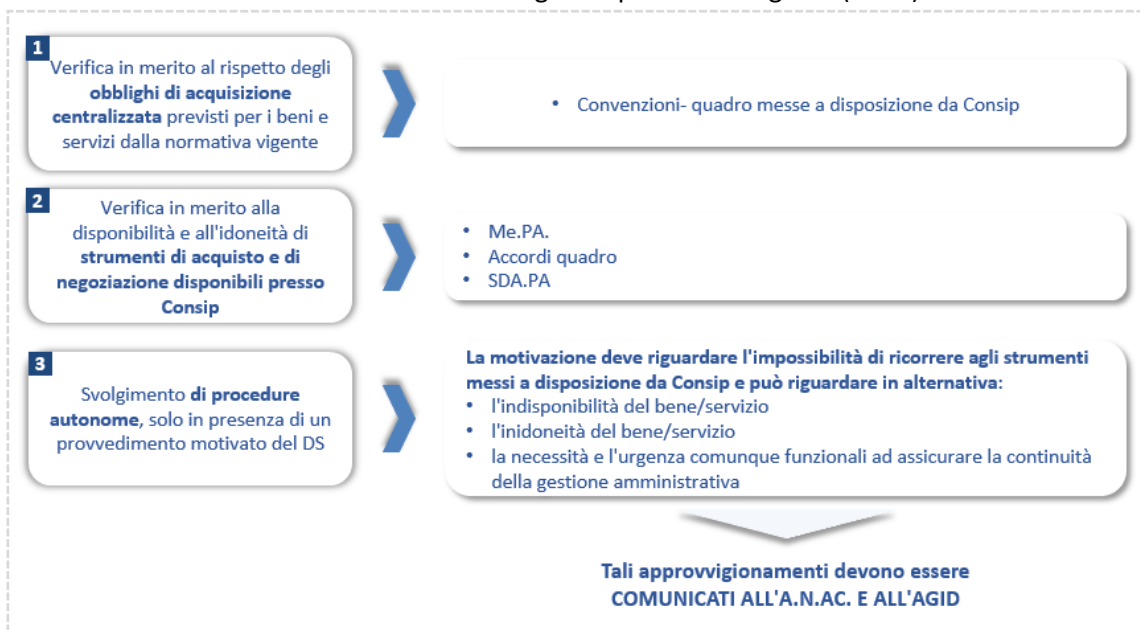 1
Verifica in merito al rispetto degli
obblighi di acquisizione
centralizzata previsti per i beni e
servizi dalla normativa vigente
• Convenzioni- quadro messe a disposizione da Consip
2
Verifica in merito alla
disponibilità e all'idoneità di
strumenti di acquisto e di
negoziazione disponibili presso
Consip
• Me.PA.
• Accordi quadro
• SDA.PA
3
Svolgimento di procedure
autonome, solo in presenza di un
provvedimento motivato del DS
La motivazione deve riguardare l'impossibilità di ricorrere agli strumenti
messi a disposizione da Consip e può riguardare in alternativa:
• l'indisponibilità del bene/servizio
• l'inidoneità del bene/servizio
• la necessità e l'urgenza comunque funzionali ad assicurare la continuità
della gestione amministrativa
Tali approvvigionamenti devono essere
COMUNICATI ALL'A.N.AC. E ALL'AGID